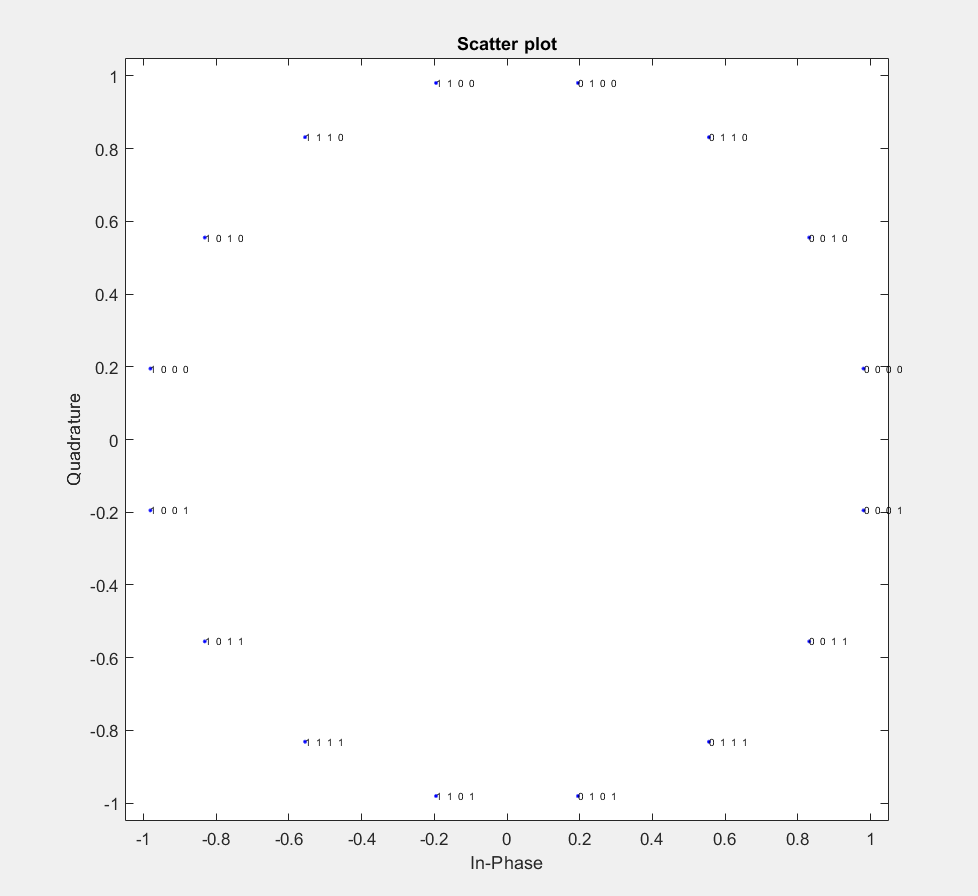 Scatter plot
1
1 1 0 0
0 1 0 0
1 1 1 0
0 1 1 0
0.8
0.6
1 0 1 0
0 0 1 0
0.4
0.2
1 0 0 0
0 0 0 0
Quadrature
0
-0.2
1 0 0 1
0 0 0 1
-0.4
-0.6
1 0 1 1
0 0 1 1
-0.8
1 1 1 1
0 1 1 1
-1
1 1 0 1
0 1 0 1
-1 -0.8 -0.6 -0.4 -0.2 0 0.2 0.4 0.6 0.8 1
In-Phase